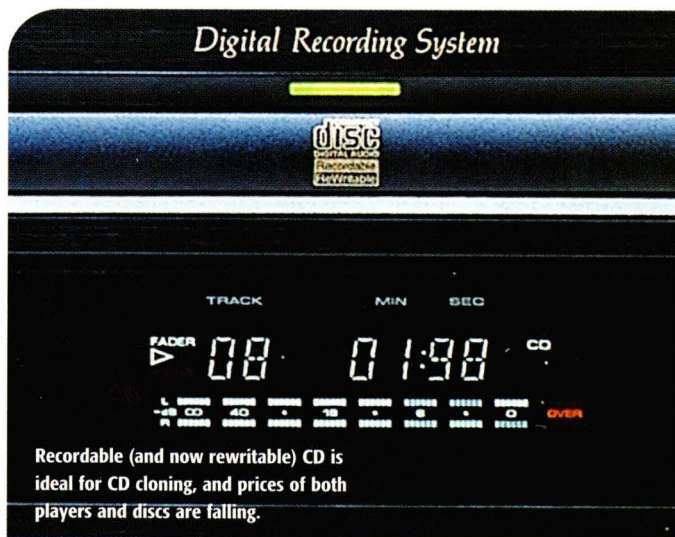 Digital Recording System
disc
DIGITAL AUDIO
Recordable
ReWritable
TRACK MIN SEC
FADER 08 01:98 CD
L
-dB ∞ 40 • 18 • 6 • 0 OVER
R
Recordable (and now rewritable) CD is
ideal for CD cloning, and prices of both
players and discs are falling.